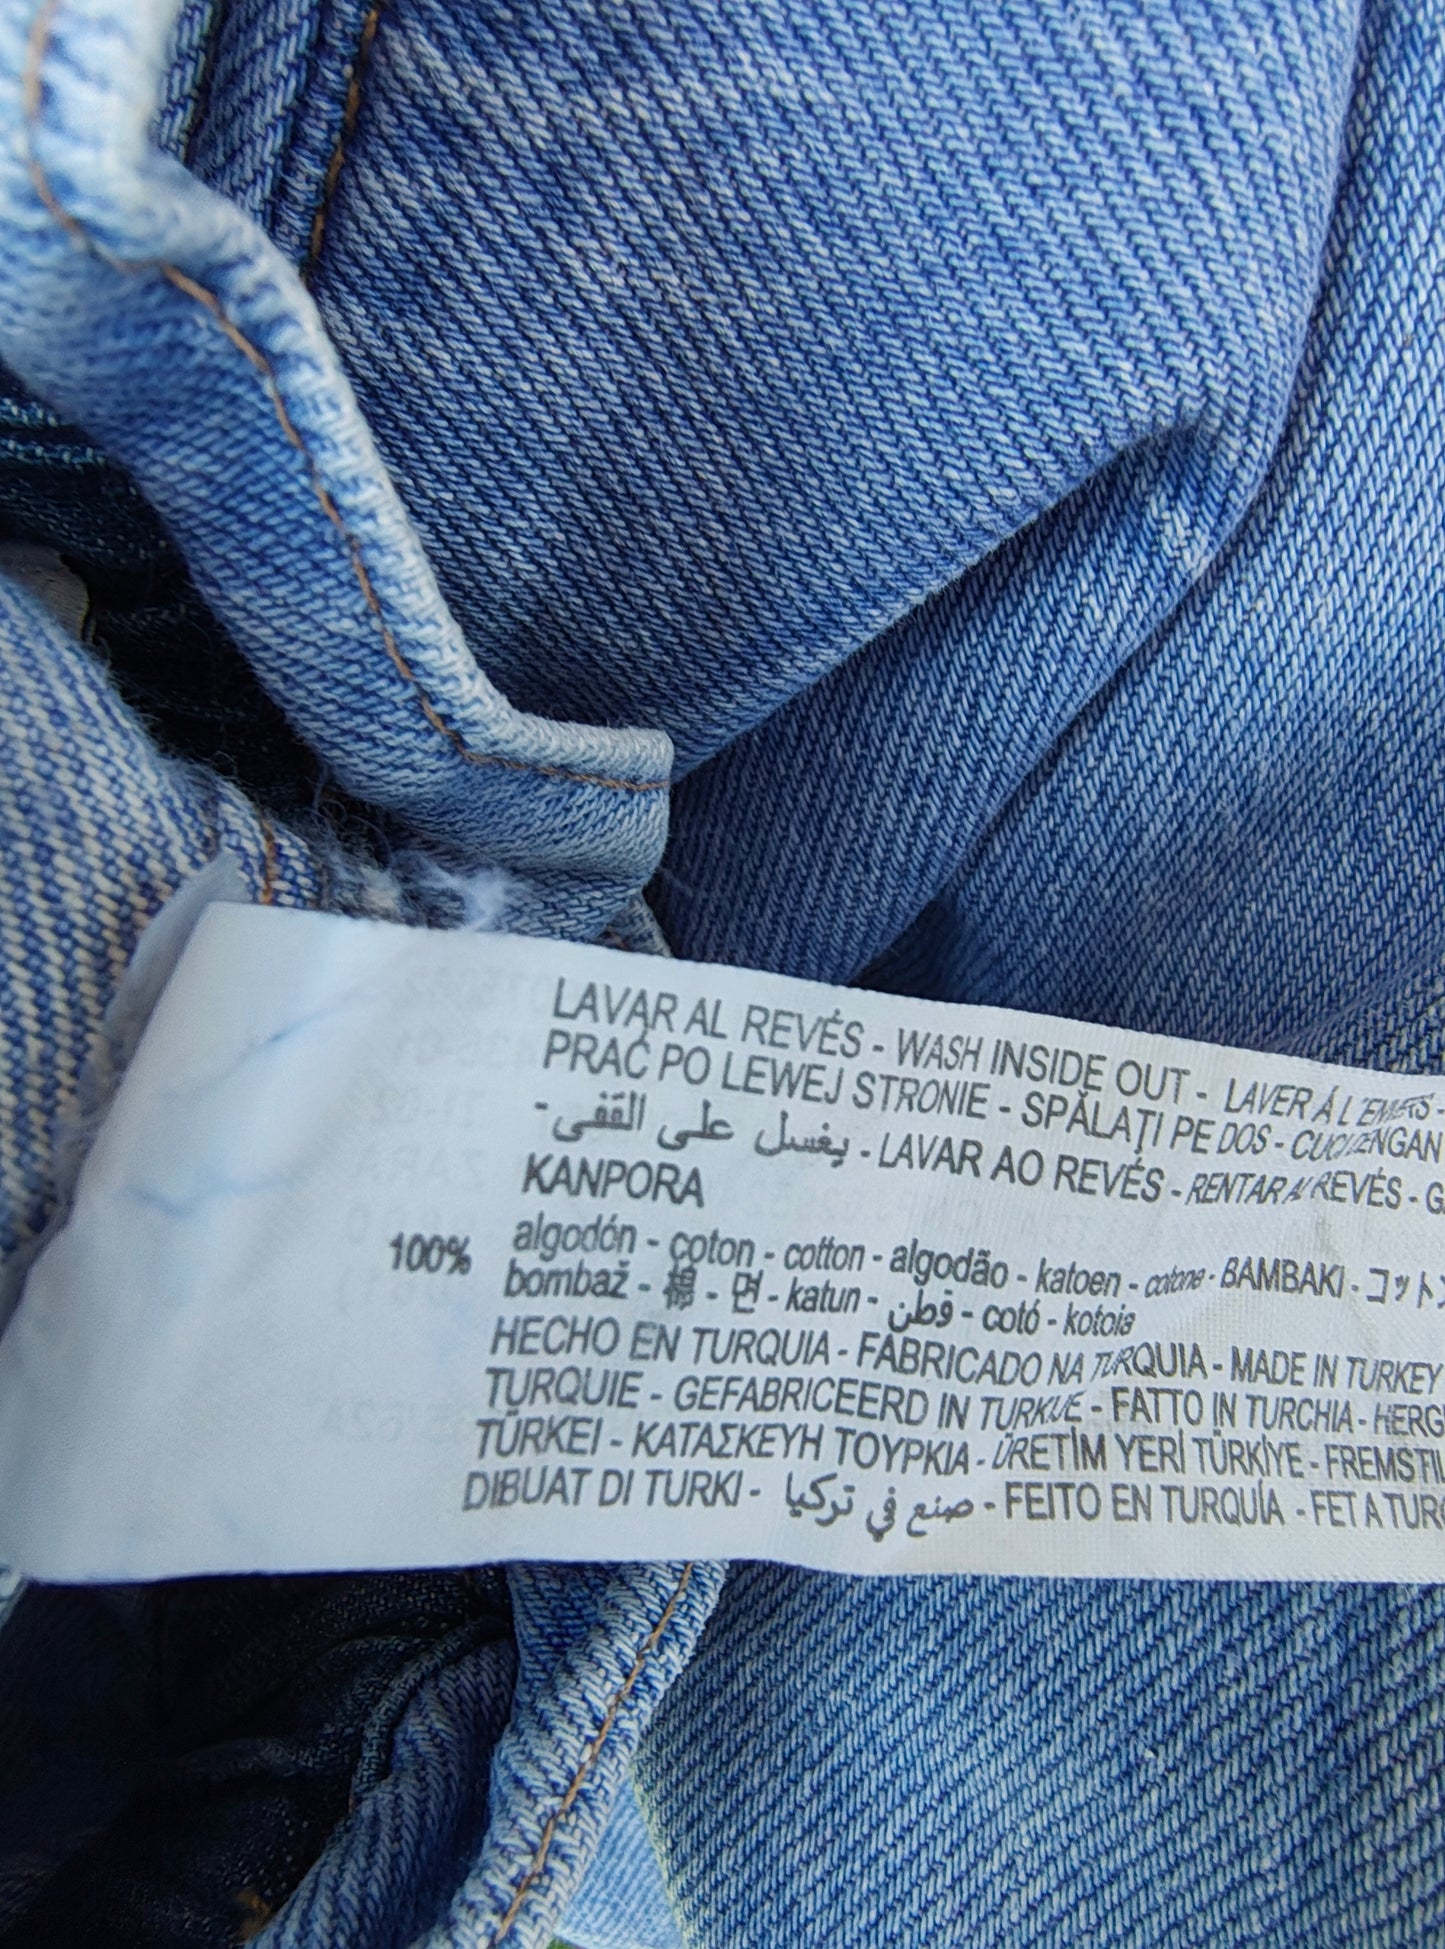 LAVAR AL REVÉS - WASH INSIDE OUT - LAVER Á L'ENVERS -
PRAĆ PO LEWEJ STRONIE - SPĂLAȚI PE DOS - CUCIRENGAN
- يغسل على القفى - LAVAR AO REVÉS - RENTAR AL REVÉS - G
KANPORA
100% algodón - coton - cotton - algodão - katoen - cotone - ΒΑΜΒΑΚΙ - コットン
bombaž - 棉 - 면 - katun - قطن - cotó - kotoia
HECHO EN TURQUIA - FABRICADO NA TURQUIA - MADE IN TURKEY
TURQUIE - GEFABRICEERD IN TURKIJE - FATTO IN TURCHIA - HERG
TÜRKEI - ΚΑΤΑΣΚΕΥΗ ΤΟΥΡΚΙΑ - ÜRETİM YERİ TÜRKİYE - FREMSTIL
DIBUAT DI TURKI - صنع في تركيا - FEITO EN TURQUÍA - FET A TURQ